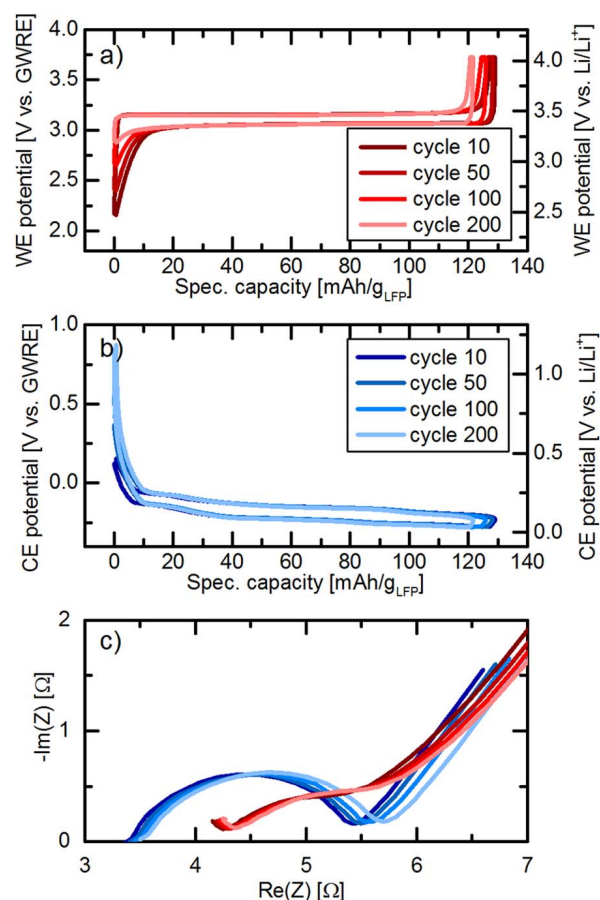 a)
WE potential [V vs. GWRE]
4.0
3.5
3.0
2.5
2.0
WE potential [V vs. Li/Li⁺]
4.0
3.5
3.0
2.5
cycle 10
cycle 50
cycle 100
cycle 200
0 20 40 60 80 100 120 140
Spec. capacity [mAh/g_LFP]
b)
CE potential [V vs. GWRE]
1.0
0.5
0.0
CE potential [V vs. Li/Li⁺]
1.0
0.5
0.0
cycle 10
cycle 50
cycle 100
cycle 200
0 20 40 60 80 100 120 140
Spec. capacity [mAh/g_LFP]
c)
-Im(Z) [Ω]
2
1
0
3 4 5 6 7
Re(Z) [Ω]